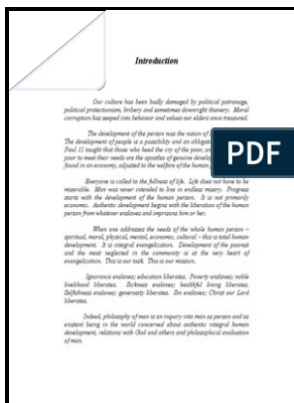 Introduction
Our culture has been badly damaged by political patronage,
political protectionism, bribery and sometimes downright thievery. Moral
corruption has seeped into behavior and values our elders once treasured.
The development of the person was the vision of
The development of people is a possibility and an obligat
Paul II taught that those who heed the cry of the poor, an
poor to meet their needs are the apostles of genuine develop
found in an economy, adjusted to the welfare of the human
PDF
Everyone is called to the fullness of life. Life does not have to be
miserable. Man was never intended to live in endless misery. Progress
starts with the development of the human person. It is not primarily
economic. Authentic development begins with the liberation of the human
person from whatever enslaves and imprisons him or her.
When one addresses the needs of the whole human person –
spiritual, moral, physical, mental, economic, cultural – this is total human
development. It is integral evangelization. Development of the poorest
and the most neglected in the community is at the very heart of
evangelization. This is our task. This is our mission.
Ignorance enslaves; education liberates. Poverty enslaves; noble
livelihood liberates. Sickness enslaves; healthful living liberates.
Selfishness enslaves; generosity liberates. Sin enslaves; Christ our Lord
liberates.
Indeed, philosophy of man is an inquiry into man as person and as
existent being in the world concerned about authentic integral human
development, relations with God and others and philosophical evaluation
of man.